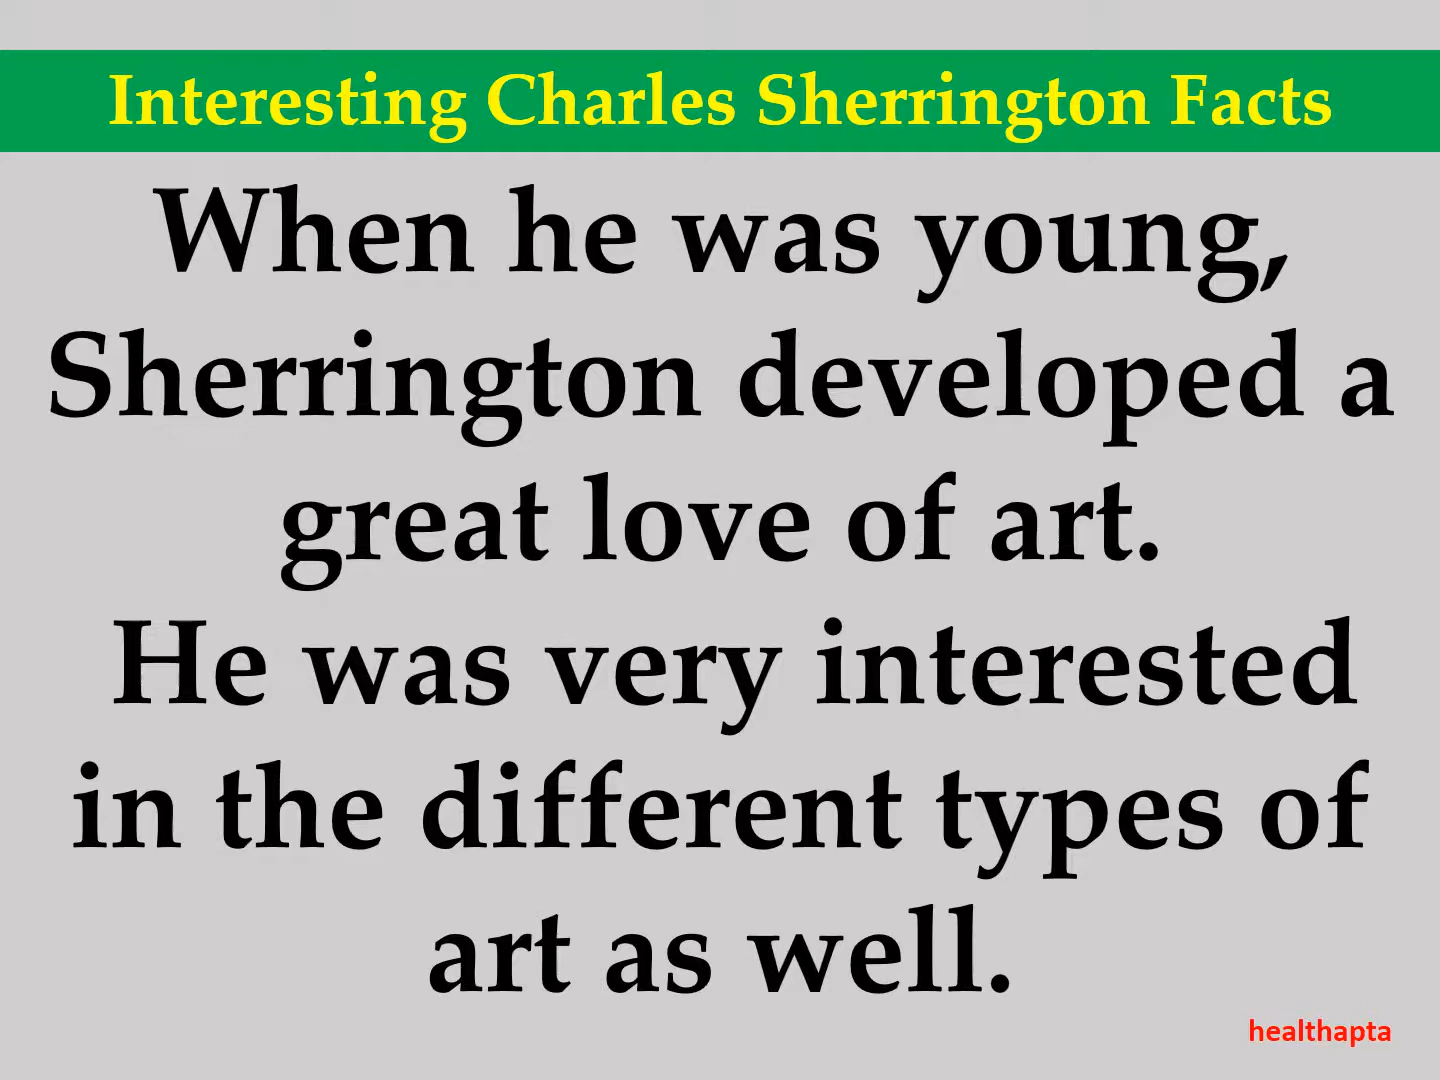 Interesting Charles Sherrington Facts
When he was young,
Sherrington developed a
great love of art.
He was very interested
in the different types of
art as well.
healthapta